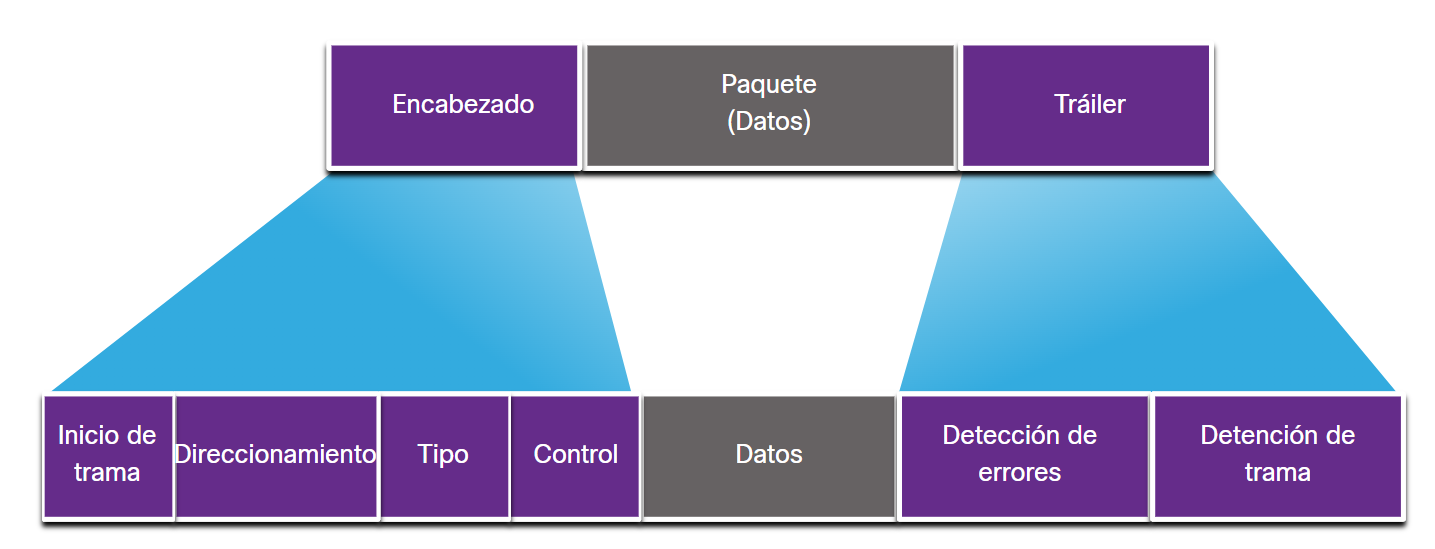 Encabezado
Paquete
(Datos)
Tráiler
Inicio de
trama
Direccionamiento
Tipo
Control
Datos
Detección de
errores
Detención de
trama